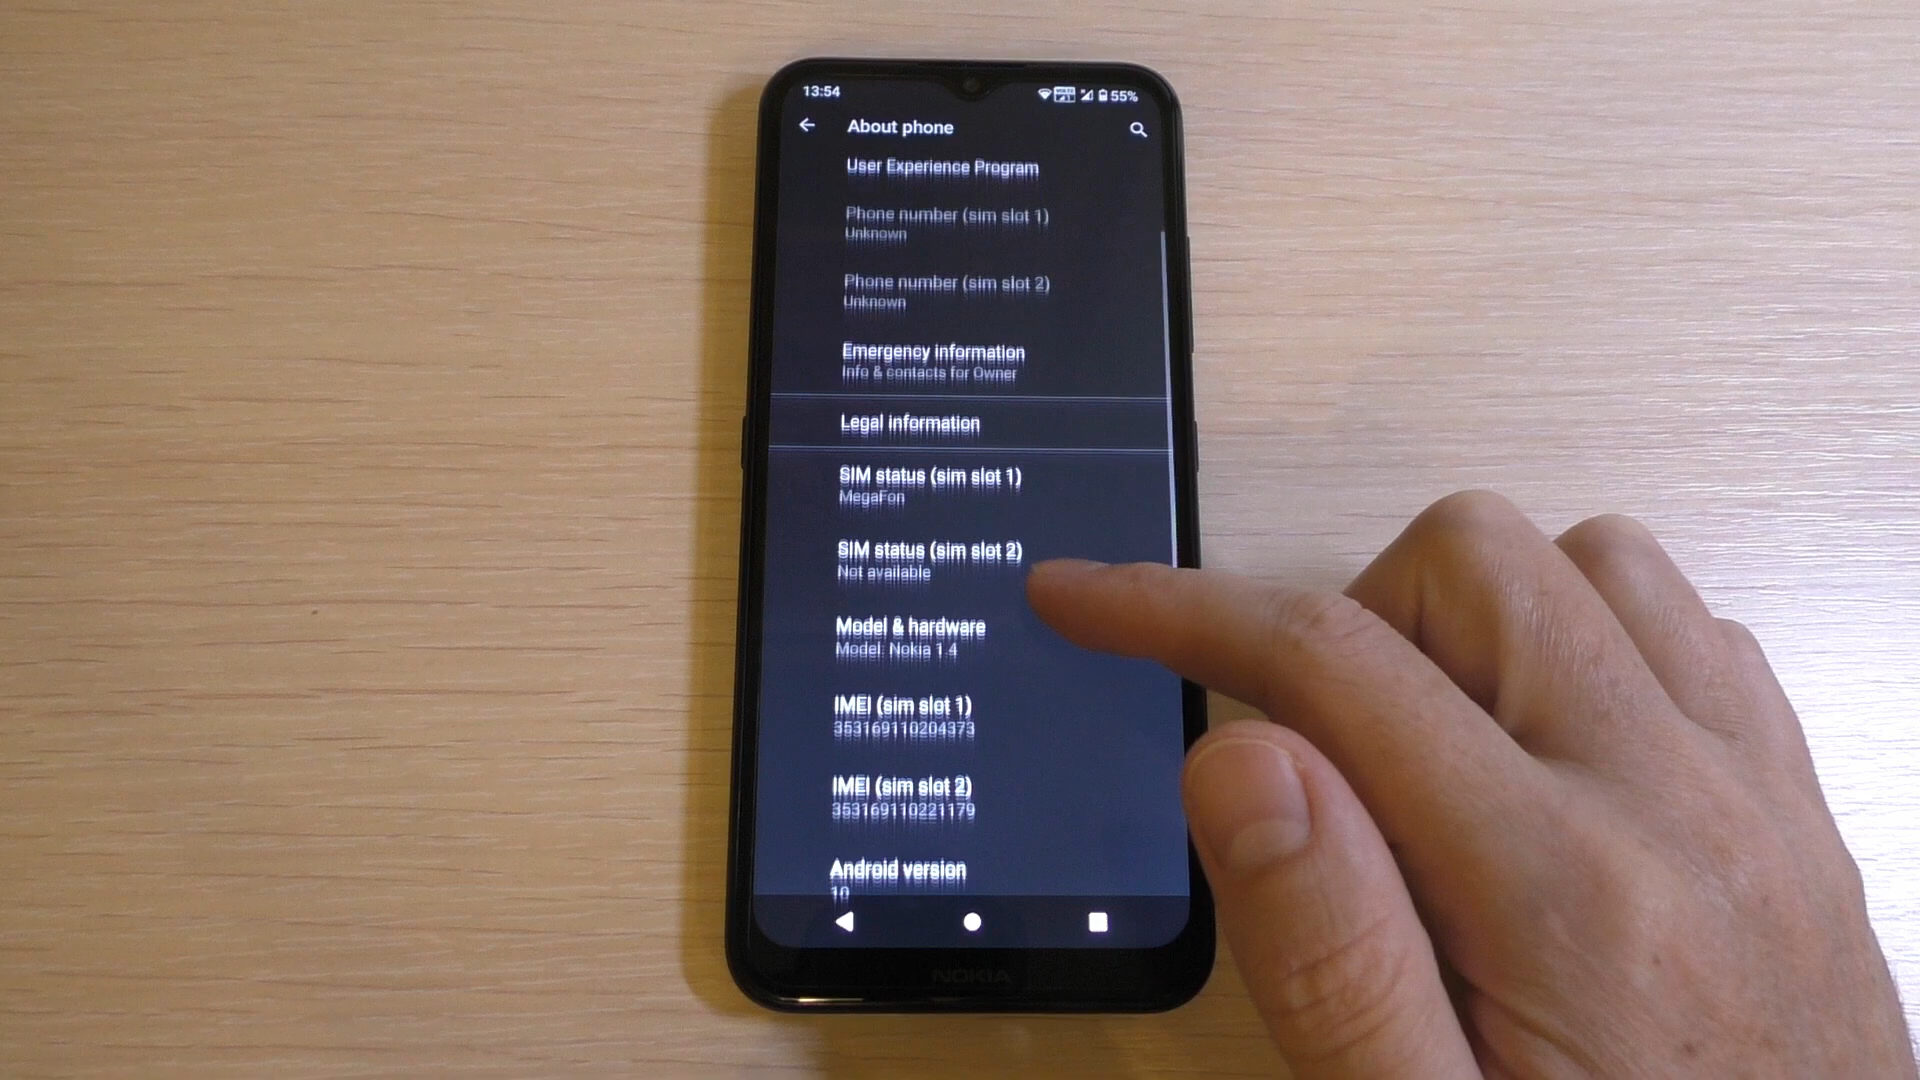 13:54
55%
About phone
User Experience Program
Phone number (sim slot 1)
Unknown
Phone number (sim slot 2)
Unknown
Emergency information
Info & contacts for Owner
Legal information
SIM status (sim slot 1)
MegaFon
SIM status (sim slot 2)
Not available
Model & hardware
Model: Nokia 1.4
IMEI (sim slot 1)
353169110204373
IMEI (sim slot 2)
353169110221179
Android version
10
NOKIA